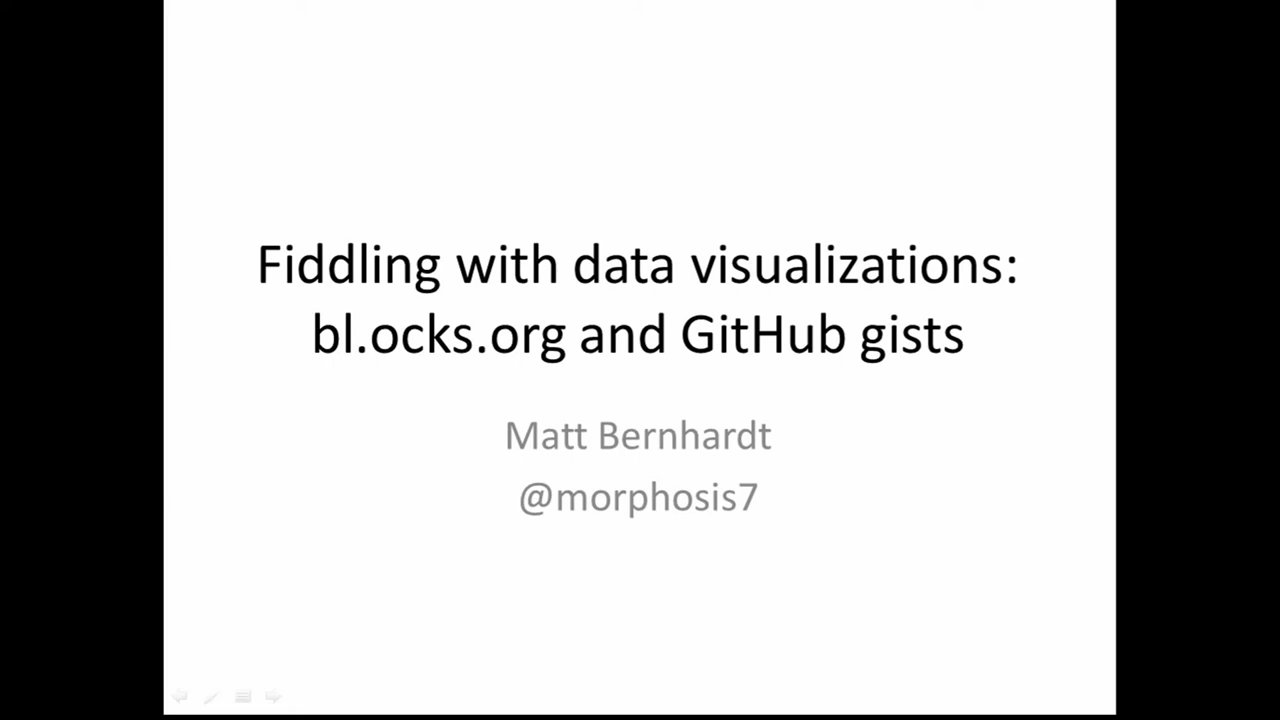 Fiddling with data visualizations:
bl.ocks.org and GitHub gists
Matt Bernhardt
@morphosis7